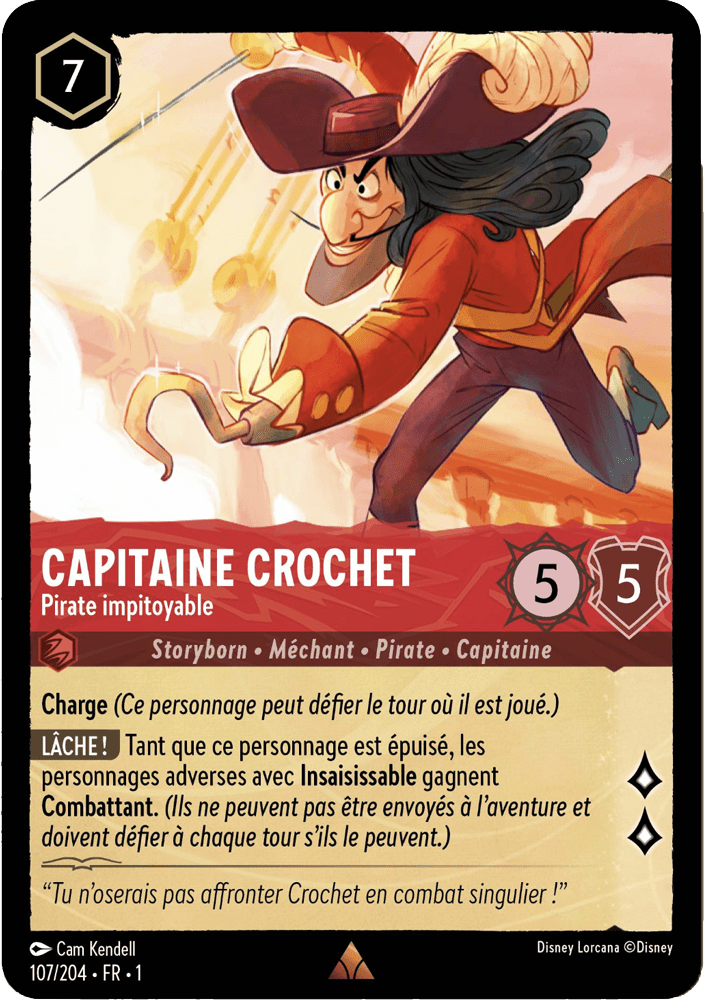 7
CAPITAINE CROCHET
Pirate impitoyable
5
5
Storyborn • Méchant • Pirate • Capitaine
Charge (Ce personnage peut défier le tour où il est joué.)
LÂCHE ! Tant que ce personnage est épuisé, les
personnages adverses avec Insaisissable gagnent
Combattant. (Ils ne peuvent pas être envoyés à l’aventure et
doivent défier à chaque tour s’ils le peuvent.)
“Tu n’oserais pas affronter Crochet en combat singulier !”
Cam Kendell
Disney Lorcana ©Disney
107/204 • FR • 1